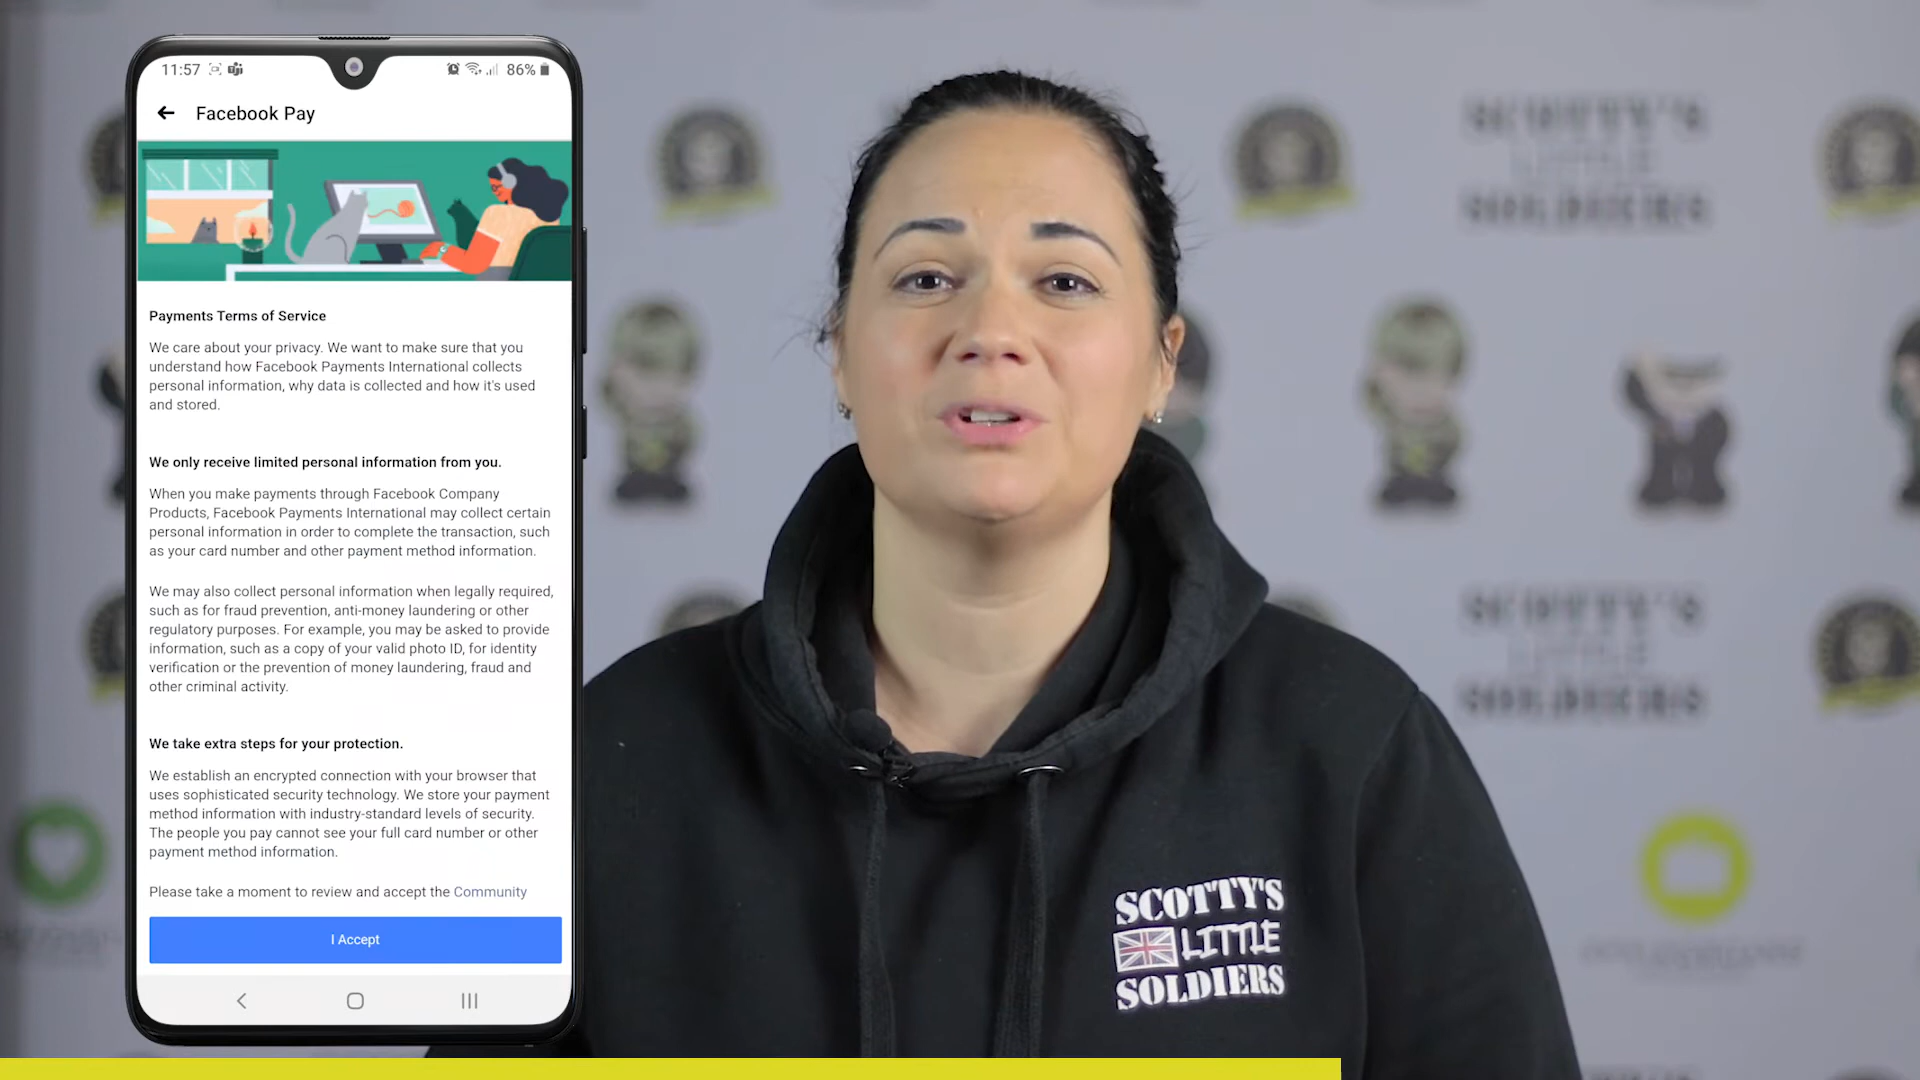 11:57
86%
Facebook Pay
Payments Terms of Service
We care about your privacy. We want to make sure that you
understand how Facebook Payments International collects
personal information, why data is collected and how it's used
and stored.
We only receive limited personal information from you.
When you make payments through Facebook Company
Products, Facebook Payments International may collect certain
personal information in order to complete the transaction, such
as your card number and other payment method information.
We may also collect personal information when legally required,
such as for fraud prevention, anti-money laundering or other
regulatory purposes. For example, you may be asked to provide
information, such as a copy of your valid photo ID, for identity
verification or the prevention of money laundering, fraud and
other criminal activity.
We take extra steps for your protection.
We establish an encrypted connection with your browser that
uses sophisticated security technology. We store your payment
method information with industry-standard levels of security.
The people you pay cannot see your full card number or other
payment method information.
Please take a moment to review and accept the Community
I Accept
SCOTTY'S
LITTLE
SOLDIERS
SCOTTY'S
LITTLE
SOLDIERS
SCOTTY'S
LITTLE
SOLDIERS